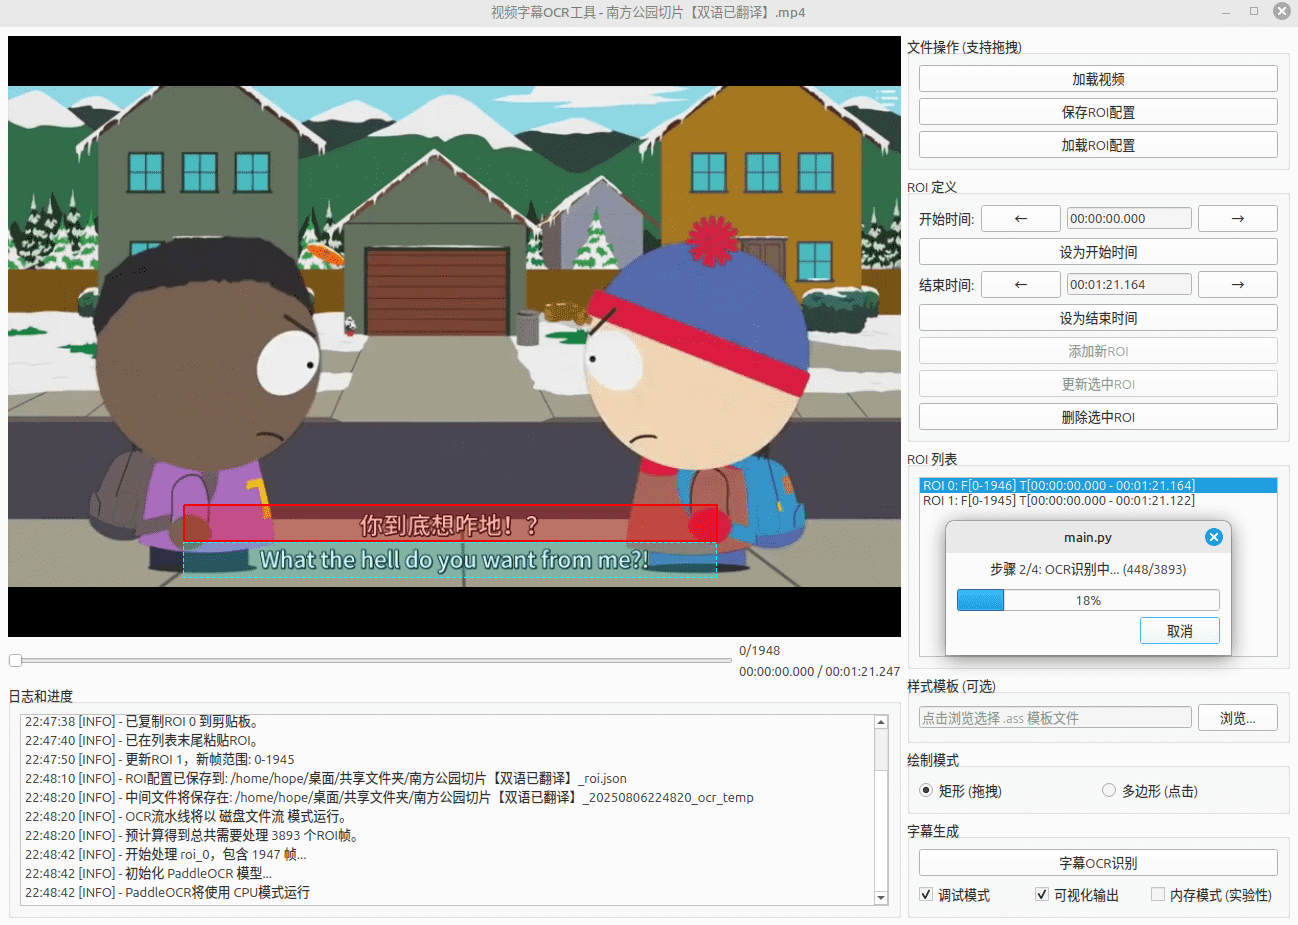 视频字幕OCR工具 - 南方公园切片【双语已翻译】.mp4
你到底想咋地！？
What the hell do you want from me?!
0/1948
00:00:00.000 / 00:01:21.247
日志和进度
22:47:38 [INFO] - 已复制ROI 0 到剪贴板。
22:47:40 [INFO] - 已在列表末尾粘贴ROI。
22:47:50 [INFO] - 更新ROI 1，新帧范围: 0-1945
22:48:10 [INFO] - ROI配置已保存到: /home/hope/桌面/共享文件夹/南方公园切片【双语已翻译】_roi.json
22:48:20 [INFO] - 中间文件将保存在: /home/hope/桌面/共享文件夹/南方公园切片【双语已翻译】_20250806224820_ocr_temp
22:48:20 [INFO] - OCR流水线将以 磁盘文件流 模式运行。
22:48:20 [INFO] - 预计算得到总共需要处理 3893 个ROI帧。
22:48:42 [INFO] - 开始处理 roi_0，包含 1947 帧...
22:48:42 [INFO] - 初始化 PaddleOCR 模型...
22:48:42 [INFO] - PaddleOCR将使用 CPU模式运行
文件操作 (支持拖拽)
加载视频
保存ROI配置
加载ROI配置
ROI 定义
开始时间: ← 00:00:00.000 →
设为开始时间
结束时间: ← 00:01:21.164 →
设为结束时间
添加新ROI
更新选中ROI
删除选中ROI
ROI 列表
ROI 0: F[0-1946] T[00:00:00.000 - 00:01:21.164]
ROI 1: F[0-1945] T[00:00:00.000 - 00:01:21.122]
main.py
步骤 2/4: OCR识别中... (448/3893)
18%
取消
样式模板 (可选)
点击浏览选择 .ass 模板文件 浏览...
绘制模式
矩形 (拖拽) 多边形 (点击)
字幕生成
字幕OCR识别
调试模式 可视化输出 内存模式 (实验性)